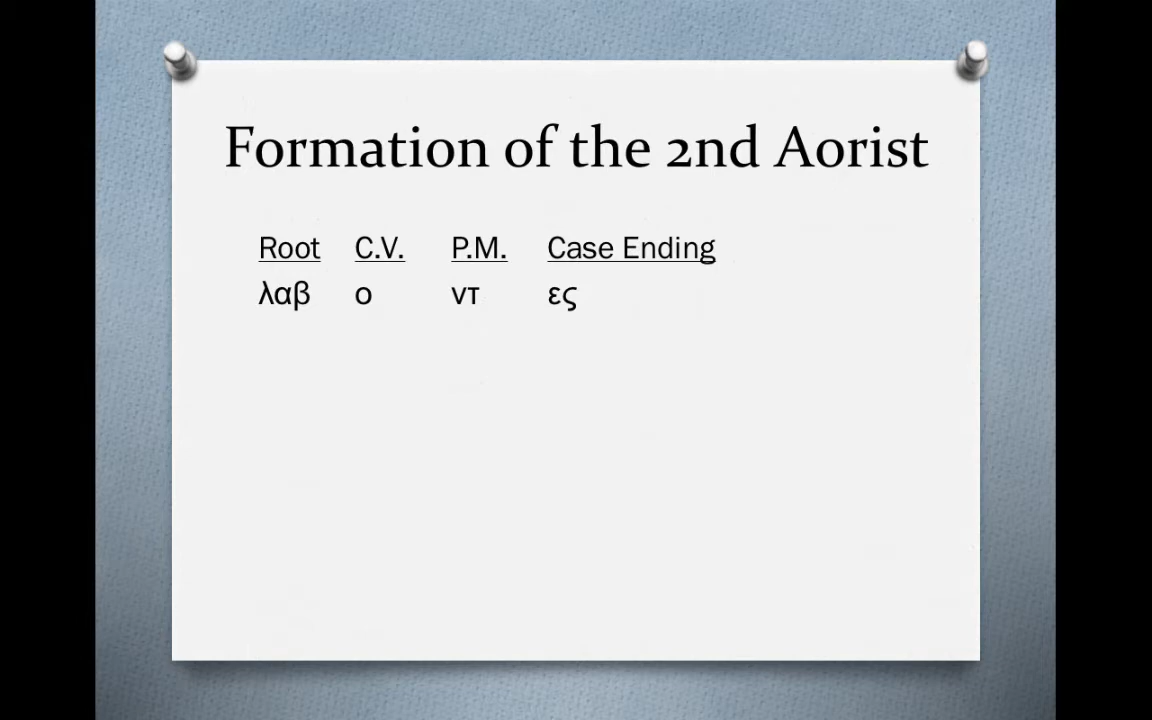 Formation of the 2nd Aorist
Root C.V. P.M. Case Ending
λαβ ο ντ ες